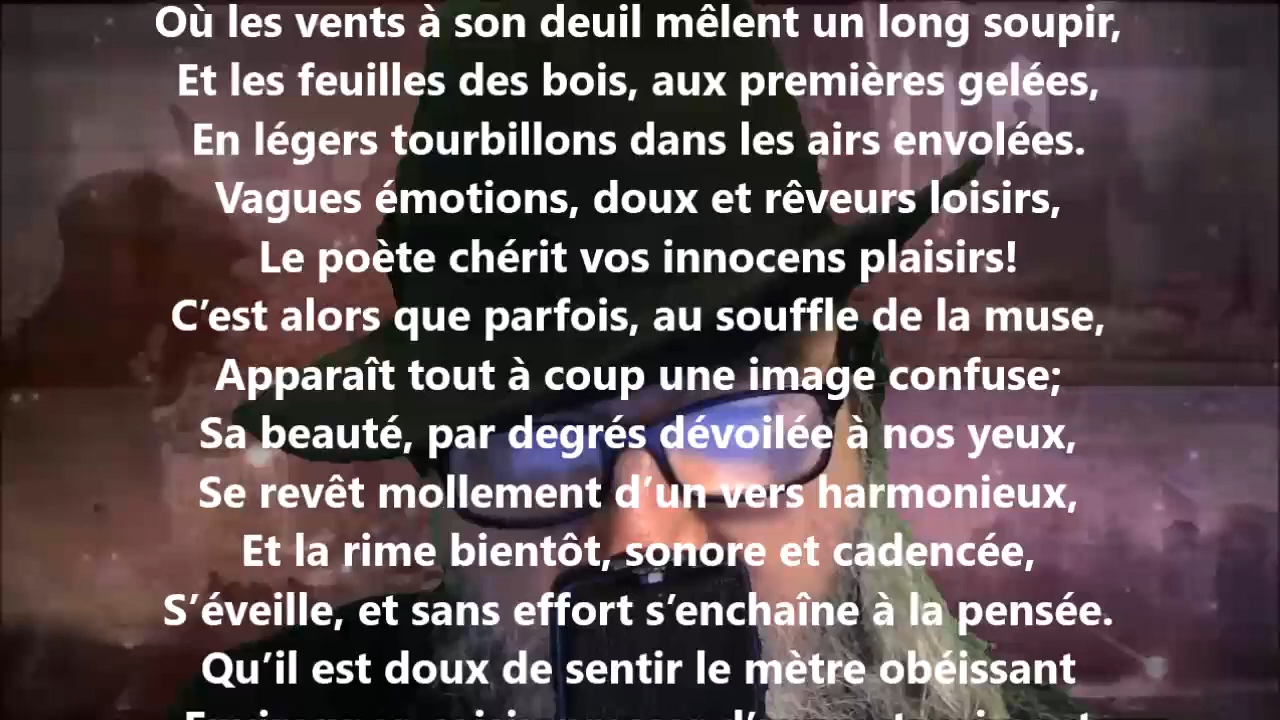 Où les vents à son deuil mêlent un long soupir,
Et les feuilles des bois, aux premières gelées,
En légers tourbillons dans les airs envolées.
Vagues émotions, doux et rêveurs loisirs,
Le poète chérit vos innocens plaisirs!
C’est alors que parfois, au souffle de la muse,
Apparaît tout à coup une image confuse;
Sa beauté, par degrés dévoilée à nos yeux,
Se revêt mollement d’un vers harmonieux,
Et la rime bientôt, sonore et cadencée,
S’éveille, et sans effort s’enchaîne à la pensée.
Qu’il est doux de sentir le mètre obéissant